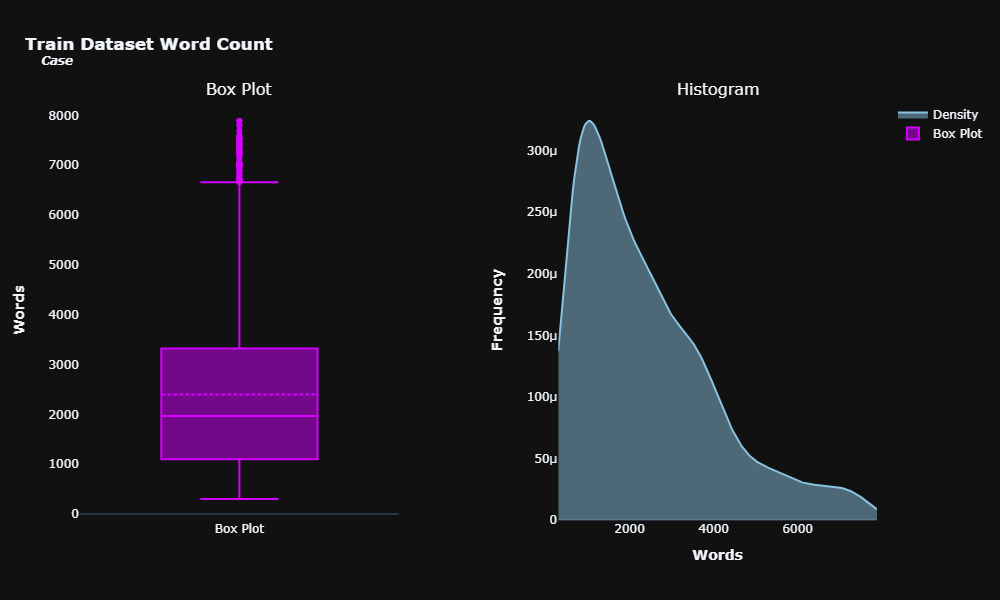 Train Dataset Word Count
Case
Box Plot
8000
7000
6000
5000
4000
3000
2000
1000
0
Words
Box Plot
Histogram
300µ
250µ
200µ
150µ
100µ
50µ
0
Frequency
2000 4000 6000
Words
Density
Box Plot